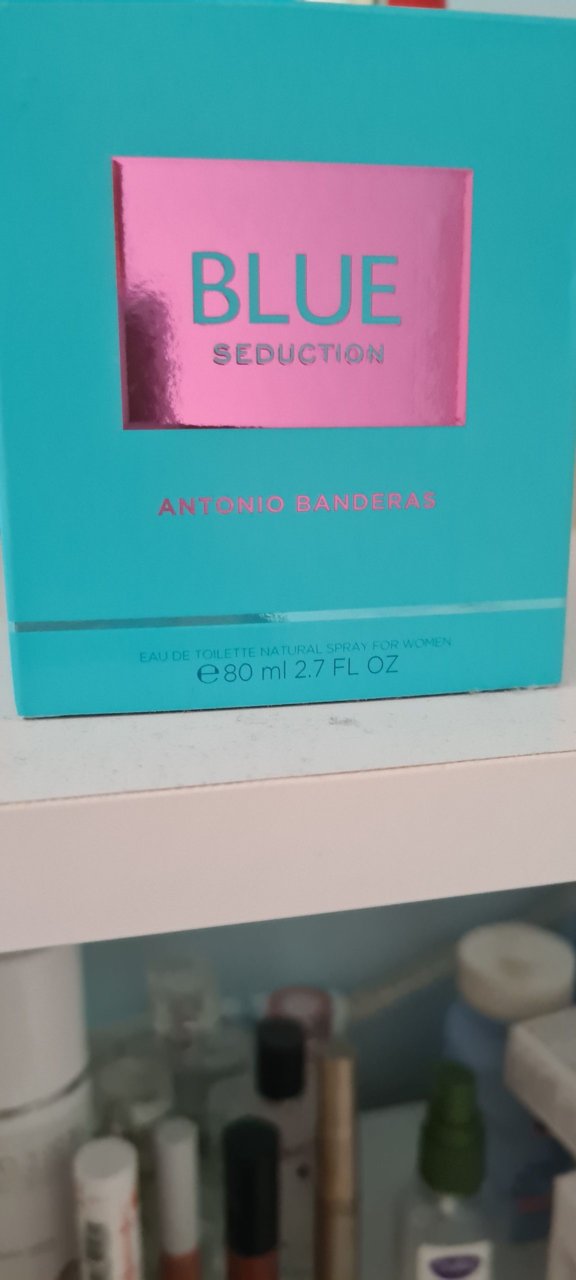 BLUE
SEDUCTION
ANTONIO BANDERAS
EAU DE TOILETTE NATURAL SPRAY FOR WOMEN
℮80 ml 2.7 FL OZ